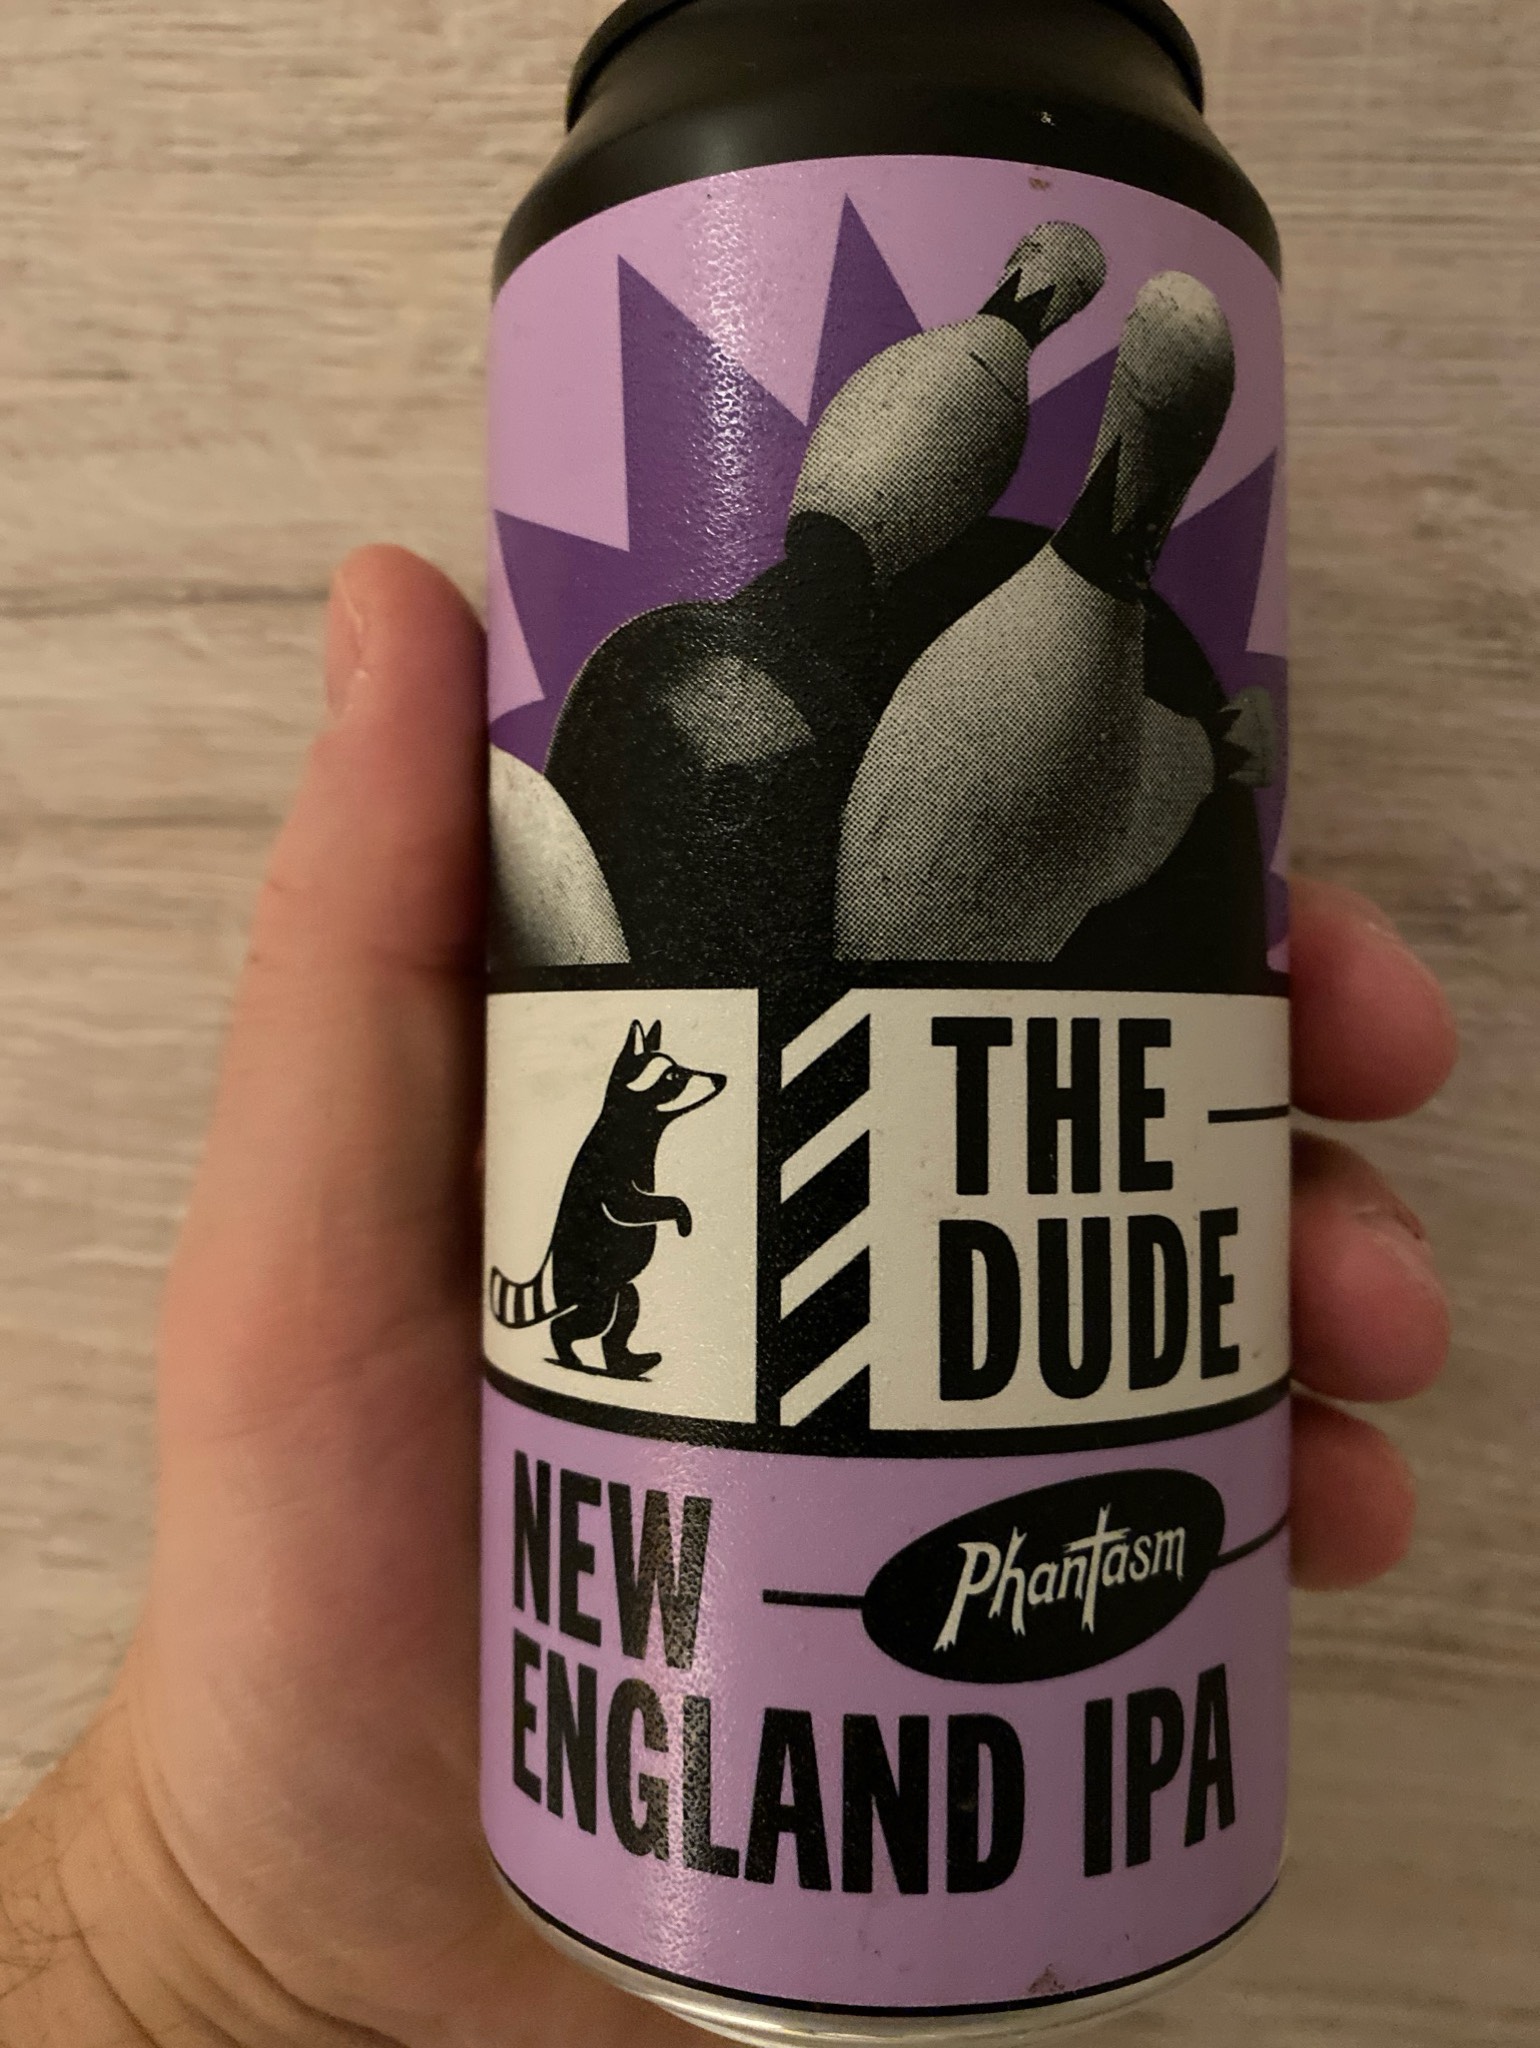 THE
DUDE
NEW
Phantasm
ENGLAND IPA